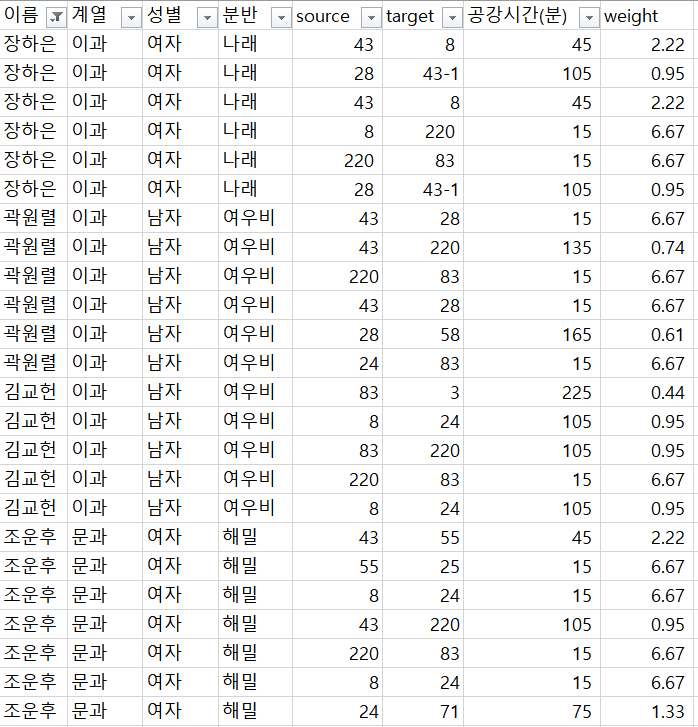 이름 계열 성별 분반 source target 공강시간(분) weight
장하은 이과 여자 나래 43 8 45 2.22
장하은 이과 여자 나래 28 43-1 105 0.95
장하은 이과 여자 나래 43 8 45 2.22
장하은 이과 여자 나래 8 220 15 6.67
장하은 이과 여자 나래 220 83 15 6.67
장하은 이과 여자 나래 28 43-1 105 0.95
곽원렬 이과 남자 여우비 43 28 15 6.67
곽원렬 이과 남자 여우비 43 220 135 0.74
곽원렬 이과 남자 여우비 220 83 15 6.67
곽원렬 이과 남자 여우비 43 28 15 6.67
곽원렬 이과 남자 여우비 28 58 165 0.61
곽원렬 이과 남자 여우비 24 83 15 6.67
김교헌 이과 남자 여우비 83 3 225 0.44
김교헌 이과 남자 여우비 8 24 105 0.95
김교헌 이과 남자 여우비 83 220 105 0.95
김교헌 이과 남자 여우비 220 83 15 6.67
김교헌 이과 남자 여우비 8 24 105 0.95
조운후 문과 여자 해밀 43 55 45 2.22
조운후 문과 여자 해밀 55 25 15 6.67
조운후 문과 여자 해밀 8 24 15 6.67
조운후 문과 여자 해밀 43 220 105 0.95
조운후 문과 여자 해밀 220 83 15 6.67
조운후 문과 여자 해밀 8 24 15 6.67
조운후 문과 여자 해밀 24 71 75 1.33